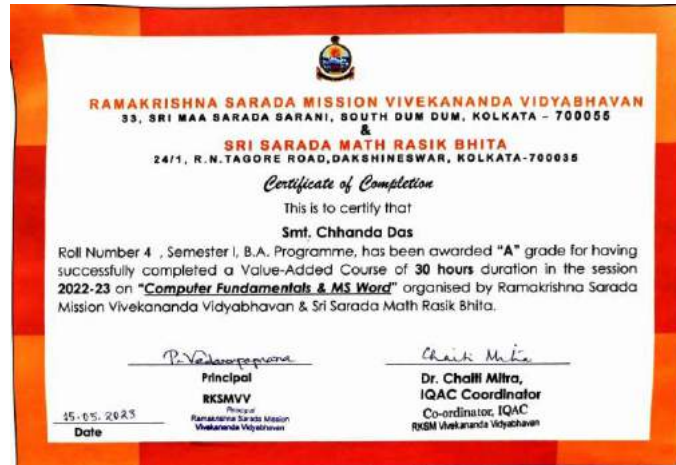 RAMAKRISHNA SARADA MISSION VIVEKANANDA VIDYABHAVAN
33, SRI MAA SARADA SARANI, SOUTH DUM DUM, KOLKATA - 700055
&
SRI SARADA MATH RASIK BHITA
24/1, R.N.TAGORE ROAD,DAKSHINESWAR, KOLKATA-700035
Certificate of Completion
This is to certify that
Smt. Chhanda Das
Roll Number 4 , Semester I, B.A. Programme, has been awarded "A" grade for having
successfully completed a Value-Added Course of 30 hours duration in the session
2022-23 on "Computer Fundamentals & MS Word" organised by Ramakrishna Sarada
Mission Vivekananda Vidyabhavan & Sri Sarada Math Rasik Bhita.
Chaiti Mitra
Principal
RKSMVV
Principal
Ramakrishna Sarada Mission
Vivekananda Vidyabhavan
Dr. Chaiti Mitra,
IQAC Coordinator
Co-ordinator, IQAC
RKSM Vivekananda Vidyabhavan
15.05.2023
Date